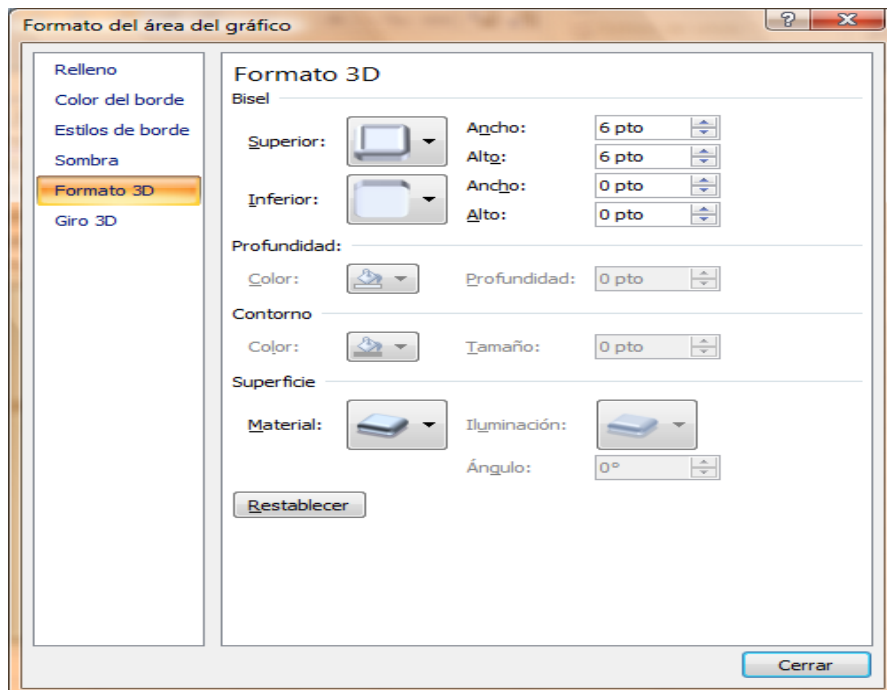 Formato del área del gráfico
Relleno
Color del borde
Estilos de borde
Sombra
Formato 3D
Giro 3D
Formato 3D
Bisel
Superior:
Ancho: 6 pto
Alto: 6 pto
Inferior:
Ancho: 0 pto
Alto: 0 pto
Profundidad:
Color: Profundidad: 0 pto
Contorno
Color: Tamaño: 0 pto
Superficie
Material: Iluminación:
Ángulo: 0°
Restablecer
Cerrar